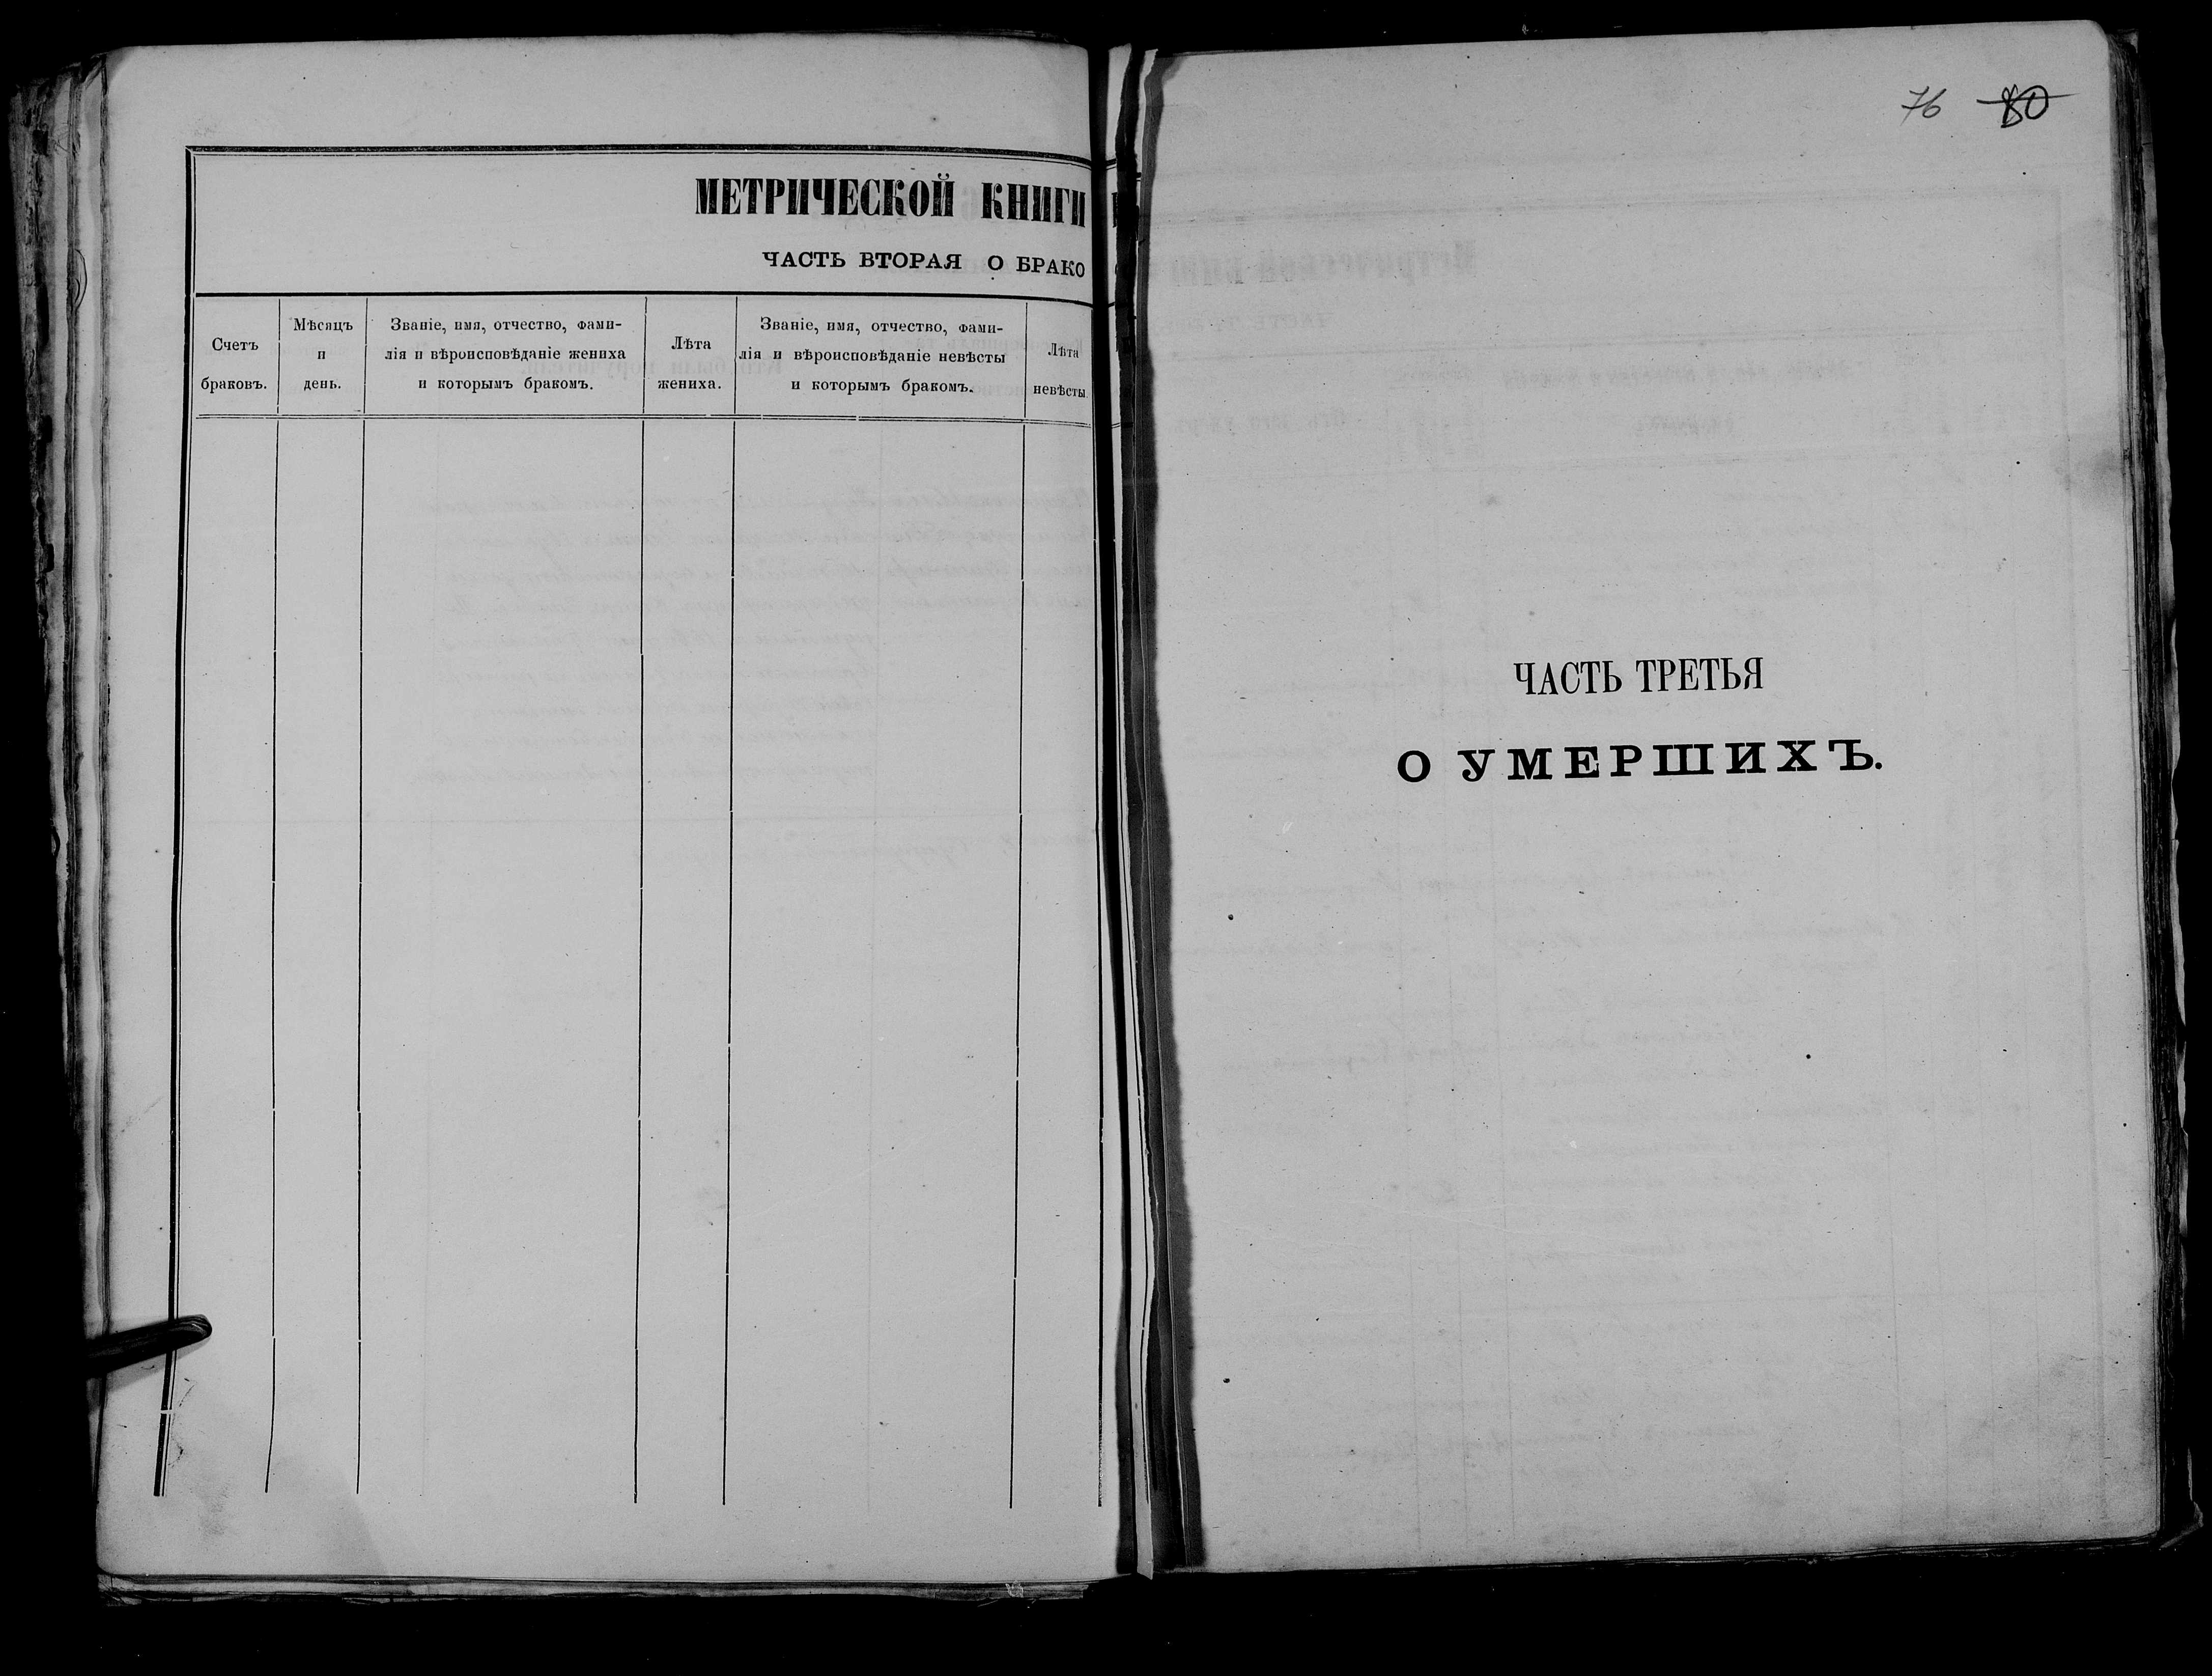 МЕТРИЧЕСКОЙ КНИГИ
ЧАСТЬ ВТОРАЯ О БРАКО
Счетъ
браковъ.
Мѣсяцъ
и
день.
Званіе, имя, отчество, фами-
лія и вѣроисповѣданіе жениха
и которымъ бракомъ.
Лѣта
жениха.
Званіе, имя, отчество, фами-
лія и вѣроисповѣданіе невѣсты
и которымъ бракомъ.
Лѣта
невѣсты.
76 80
ЧАСТЬ ТРЕТЬЯ
О УМЕРШИХЪ.